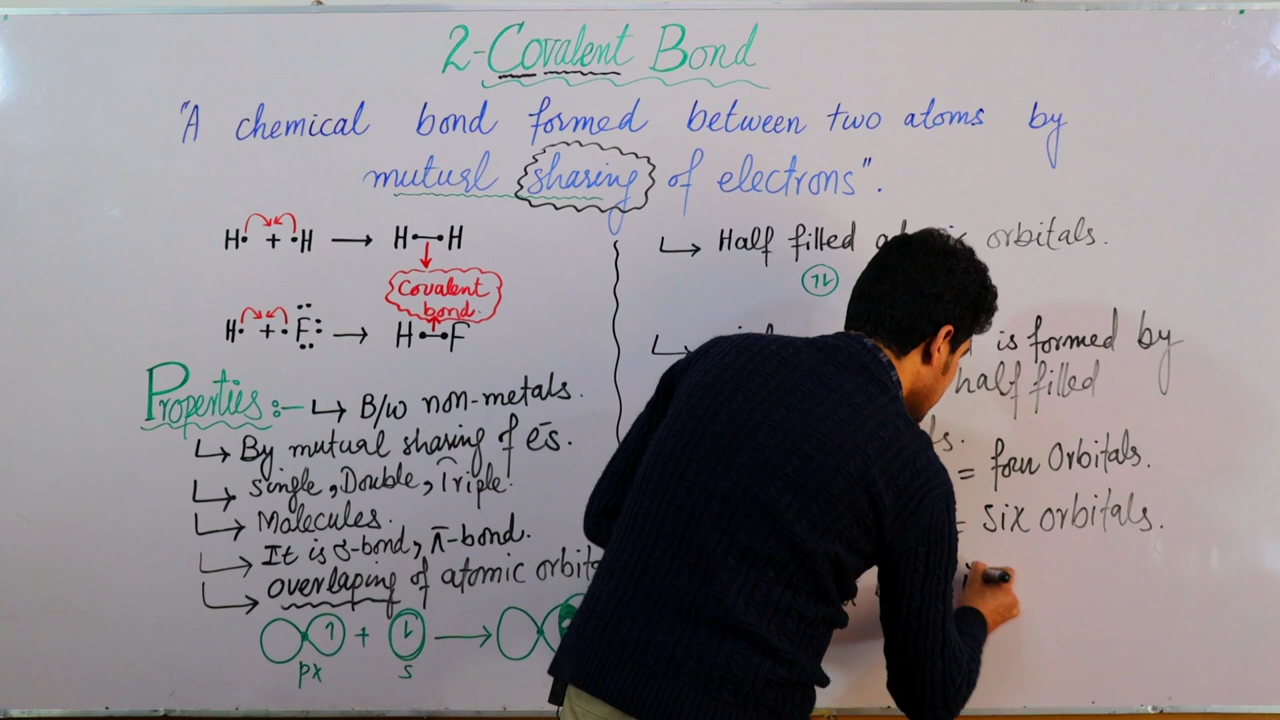 2-Covalent Bond
"A chemical bond formed between two atoms by
mutual sharing of electrons".
H· + ·H → H—H
Covalent
bond.
H· + ·F: → H—F
Properties :- ↳ B/w non-metals.
↳ By mutual sharing of ēs.
↳ Single, Double, Triple.
↳ Molecules.
↳ It is δ-bond, π-bond.
↳ overlaping of atomic
px + s →
↳ Half filled orbitals.
1⇂
↳ is formed by
half filled
= four Orbitals.
= six orbitals.